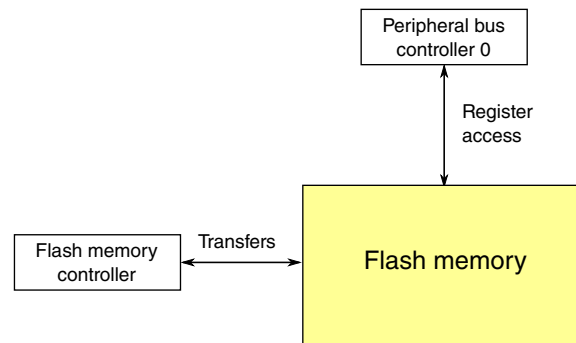 Peripheral bus
controller 0
Register
access
Transfers
Flash memory
controller
Flash memory